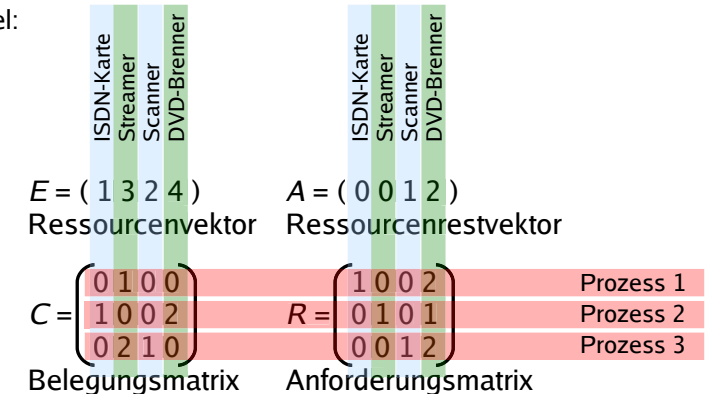 el:
ISDN-Karte Streamer Scanner DVD-Brenner ISDN-Karte Streamer Scanner DVD-Brenner
E = ( 1 3 2 4 ) A = ( 0 0 1 2 )
Ressourcenvektor Ressourcenrestvektor
0 1 0 0 1 0 0 2 Prozess 1
C = 1 0 0 2 R = 0 1 0 1 Prozess 2
0 2 1 0 0 0 1 2 Prozess 3
Belegungsmatrix Anforderungsmatrix